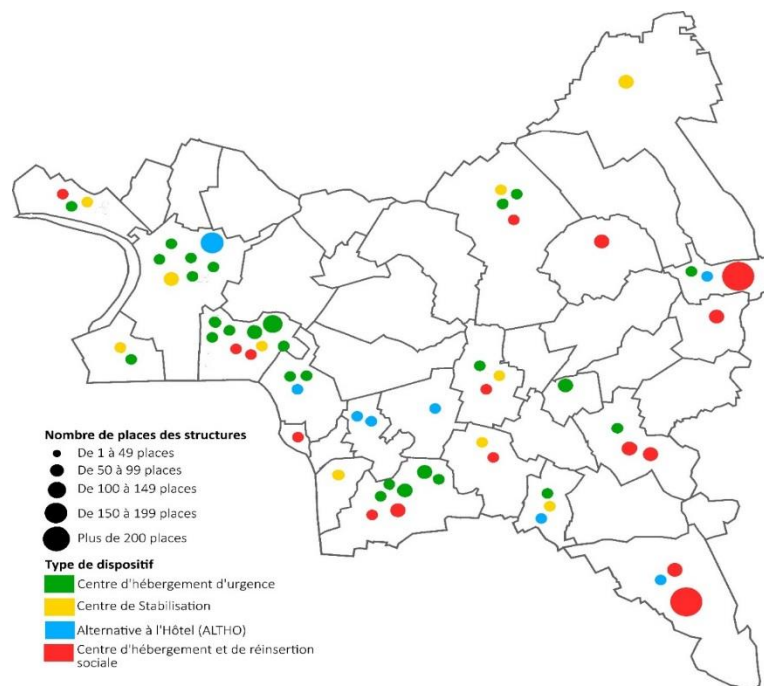 Nombre de places des structures
De 1 à 49 places
De 50 à 99 places
De 100 à 149 places
De 150 à 199 places
Plus de 200 places
Type de dispositif
Centre d'hébergement d'urgence
Centre de Stabilisation
Alternative à l'Hôtel (ALTHO)
Centre d'hébergement et de réinsertion
sociale